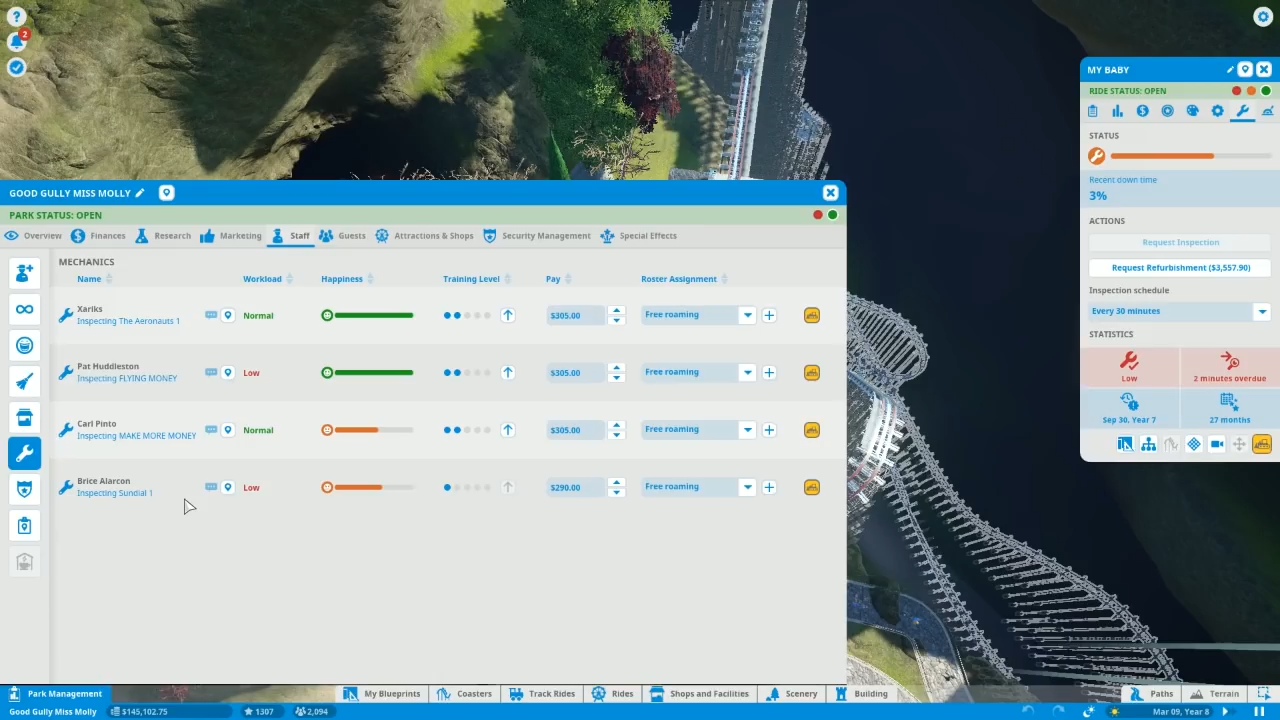 ?
2
GOOD GULLY MISS MOLLY
PARK STATUS: OPEN
Overview Finances Research Marketing Staff Guests Attractions & Shops Security Management Special Effects
MECHANICS
Name Workload Happiness Training Level Pay Roster Assignment
Xariks
Inspecting The Aeronauts 1
Normal $305.00 Free roaming
Pat Huddleston
Inspecting FLYING MONEY
Low $305.00 Free roaming
Carl Pinto
Inspecting MAKE MORE MONEY
Normal $305.00 Free roaming
Brice Alarcon
Inspecting Sundial 1
Low $290.00 Free roaming
MY BABY
RIDE STATUS: OPEN
STATUS
Recent down time
3%
ACTIONS
Request Inspection
Request Refurbishment ($3,557.90)
Inspection schedule
Every 30 minutes
STATISTICS
Low 2 minutes overdue
Sep 30, Year 7 27 months
Park Management My Blueprints Coasters Track Rides Rides Shops and Facilities Scenery Building Paths Terrain
Good Gully Miss Molly $145,102.75 1307 2,094 Mar 09, Year 8